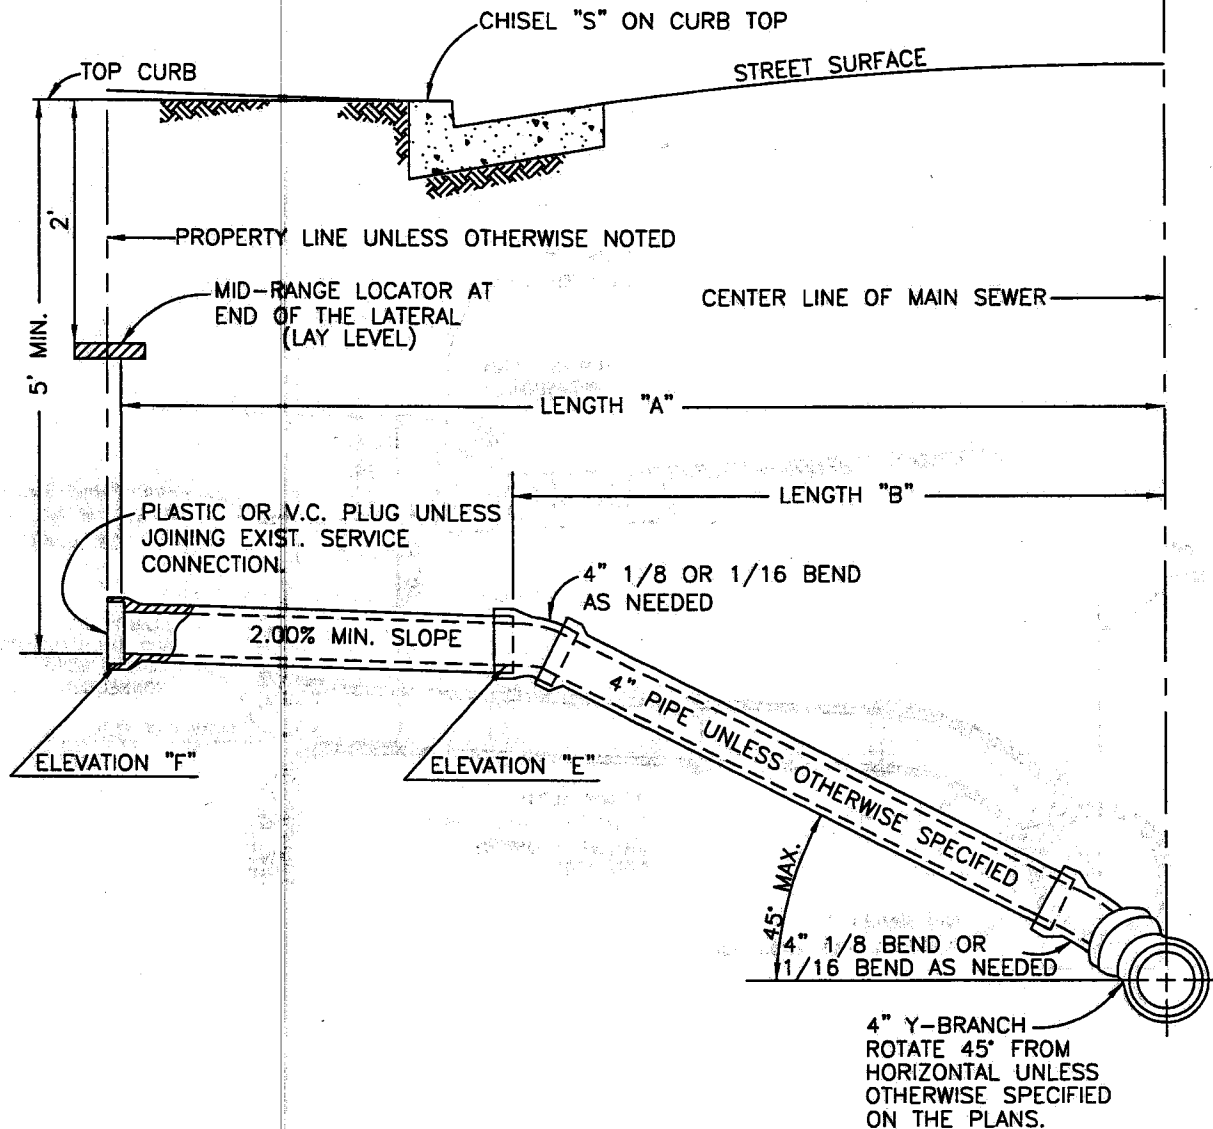 CHISEL "S" ON CURB TOP
TOP CURB
STREET SURFACE
2'
5' MIN.
PROPERTY LINE UNLESS OTHERWISE NOTED
MID-RANGE LOCATOR AT
END OF THE LATERAL
(LAY LEVEL)
CENTER LINE OF MAIN SEWER
LENGTH "A"
LENGTH "B"
PLASTIC OR V.C. PLUG UNLESS
JOINING EXIST. SERVICE
CONNECTION.
4" 1/8 OR 1/16 BEND
AS NEEDED
2.00% MIN. SLOPE
4" PIPE UNLESS OTHERWISE SPECIFIED
ELEVATION "F"
ELEVATION "E"
45° MAX.
4" 1/8 BEND OR
1/16 BEND AS NEEDED
4" Y-BRANCH
ROTATE 45° FROM
HORIZONTAL UNLESS
OTHERWISE SPECIFIED
ON THE PLANS.